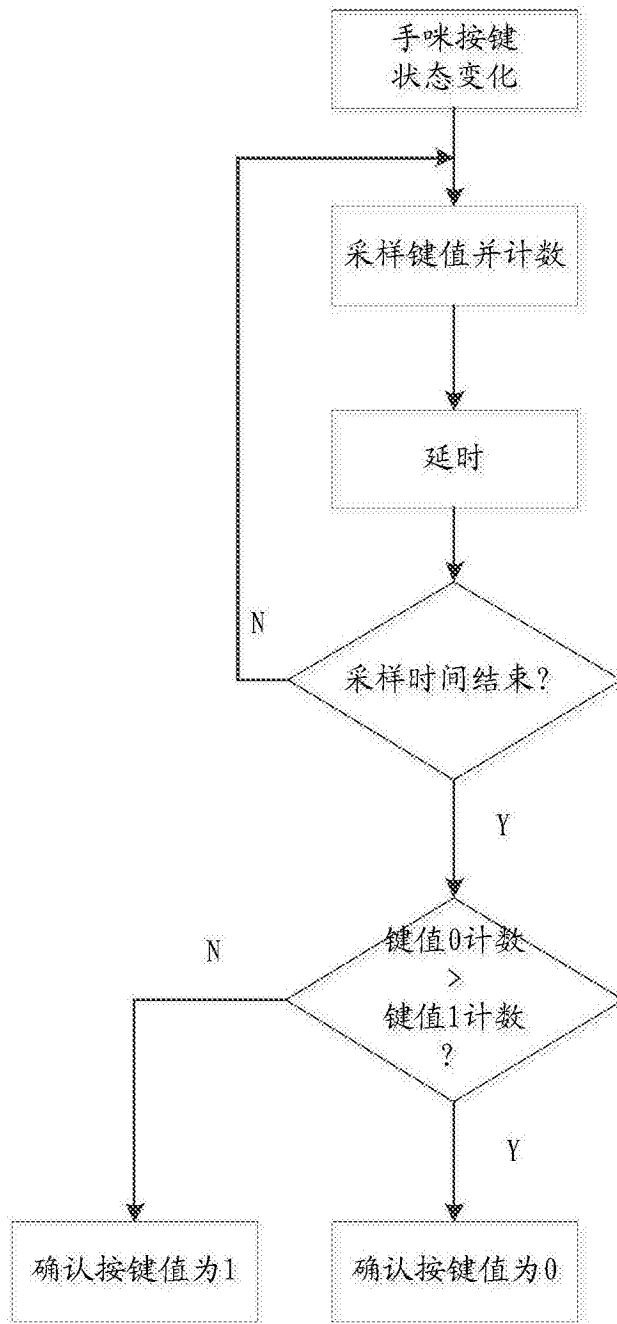 手咪按键
状态变化
采样键值并计数
延时
N
采样时间结束?
Y
N
键值0计数
>
键值1计数
?
Y
确认按键值为1
确认按键值为0